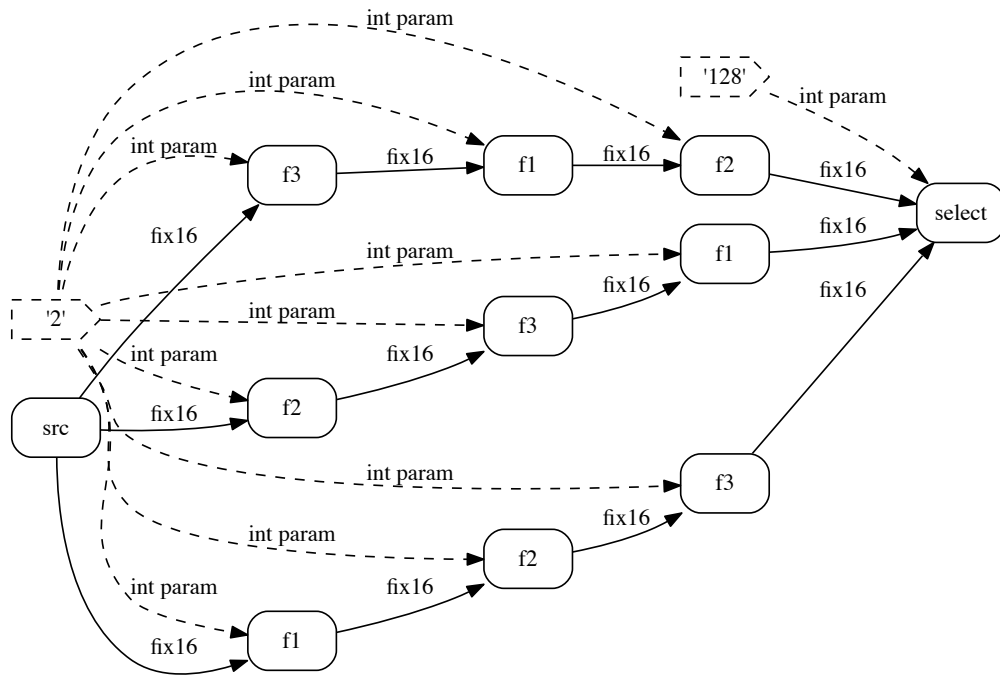 int param
'128'
int param
int param
int param
f3
fix16
f1
fix16
f2
fix16
select
fix16
int param
f1
fix16
'2'
int param
f3
fix16
fix16
int param
fix16
src
fix16
f2
int param
f3
fix16
int param
f2
int param
fix16
fix16
f1